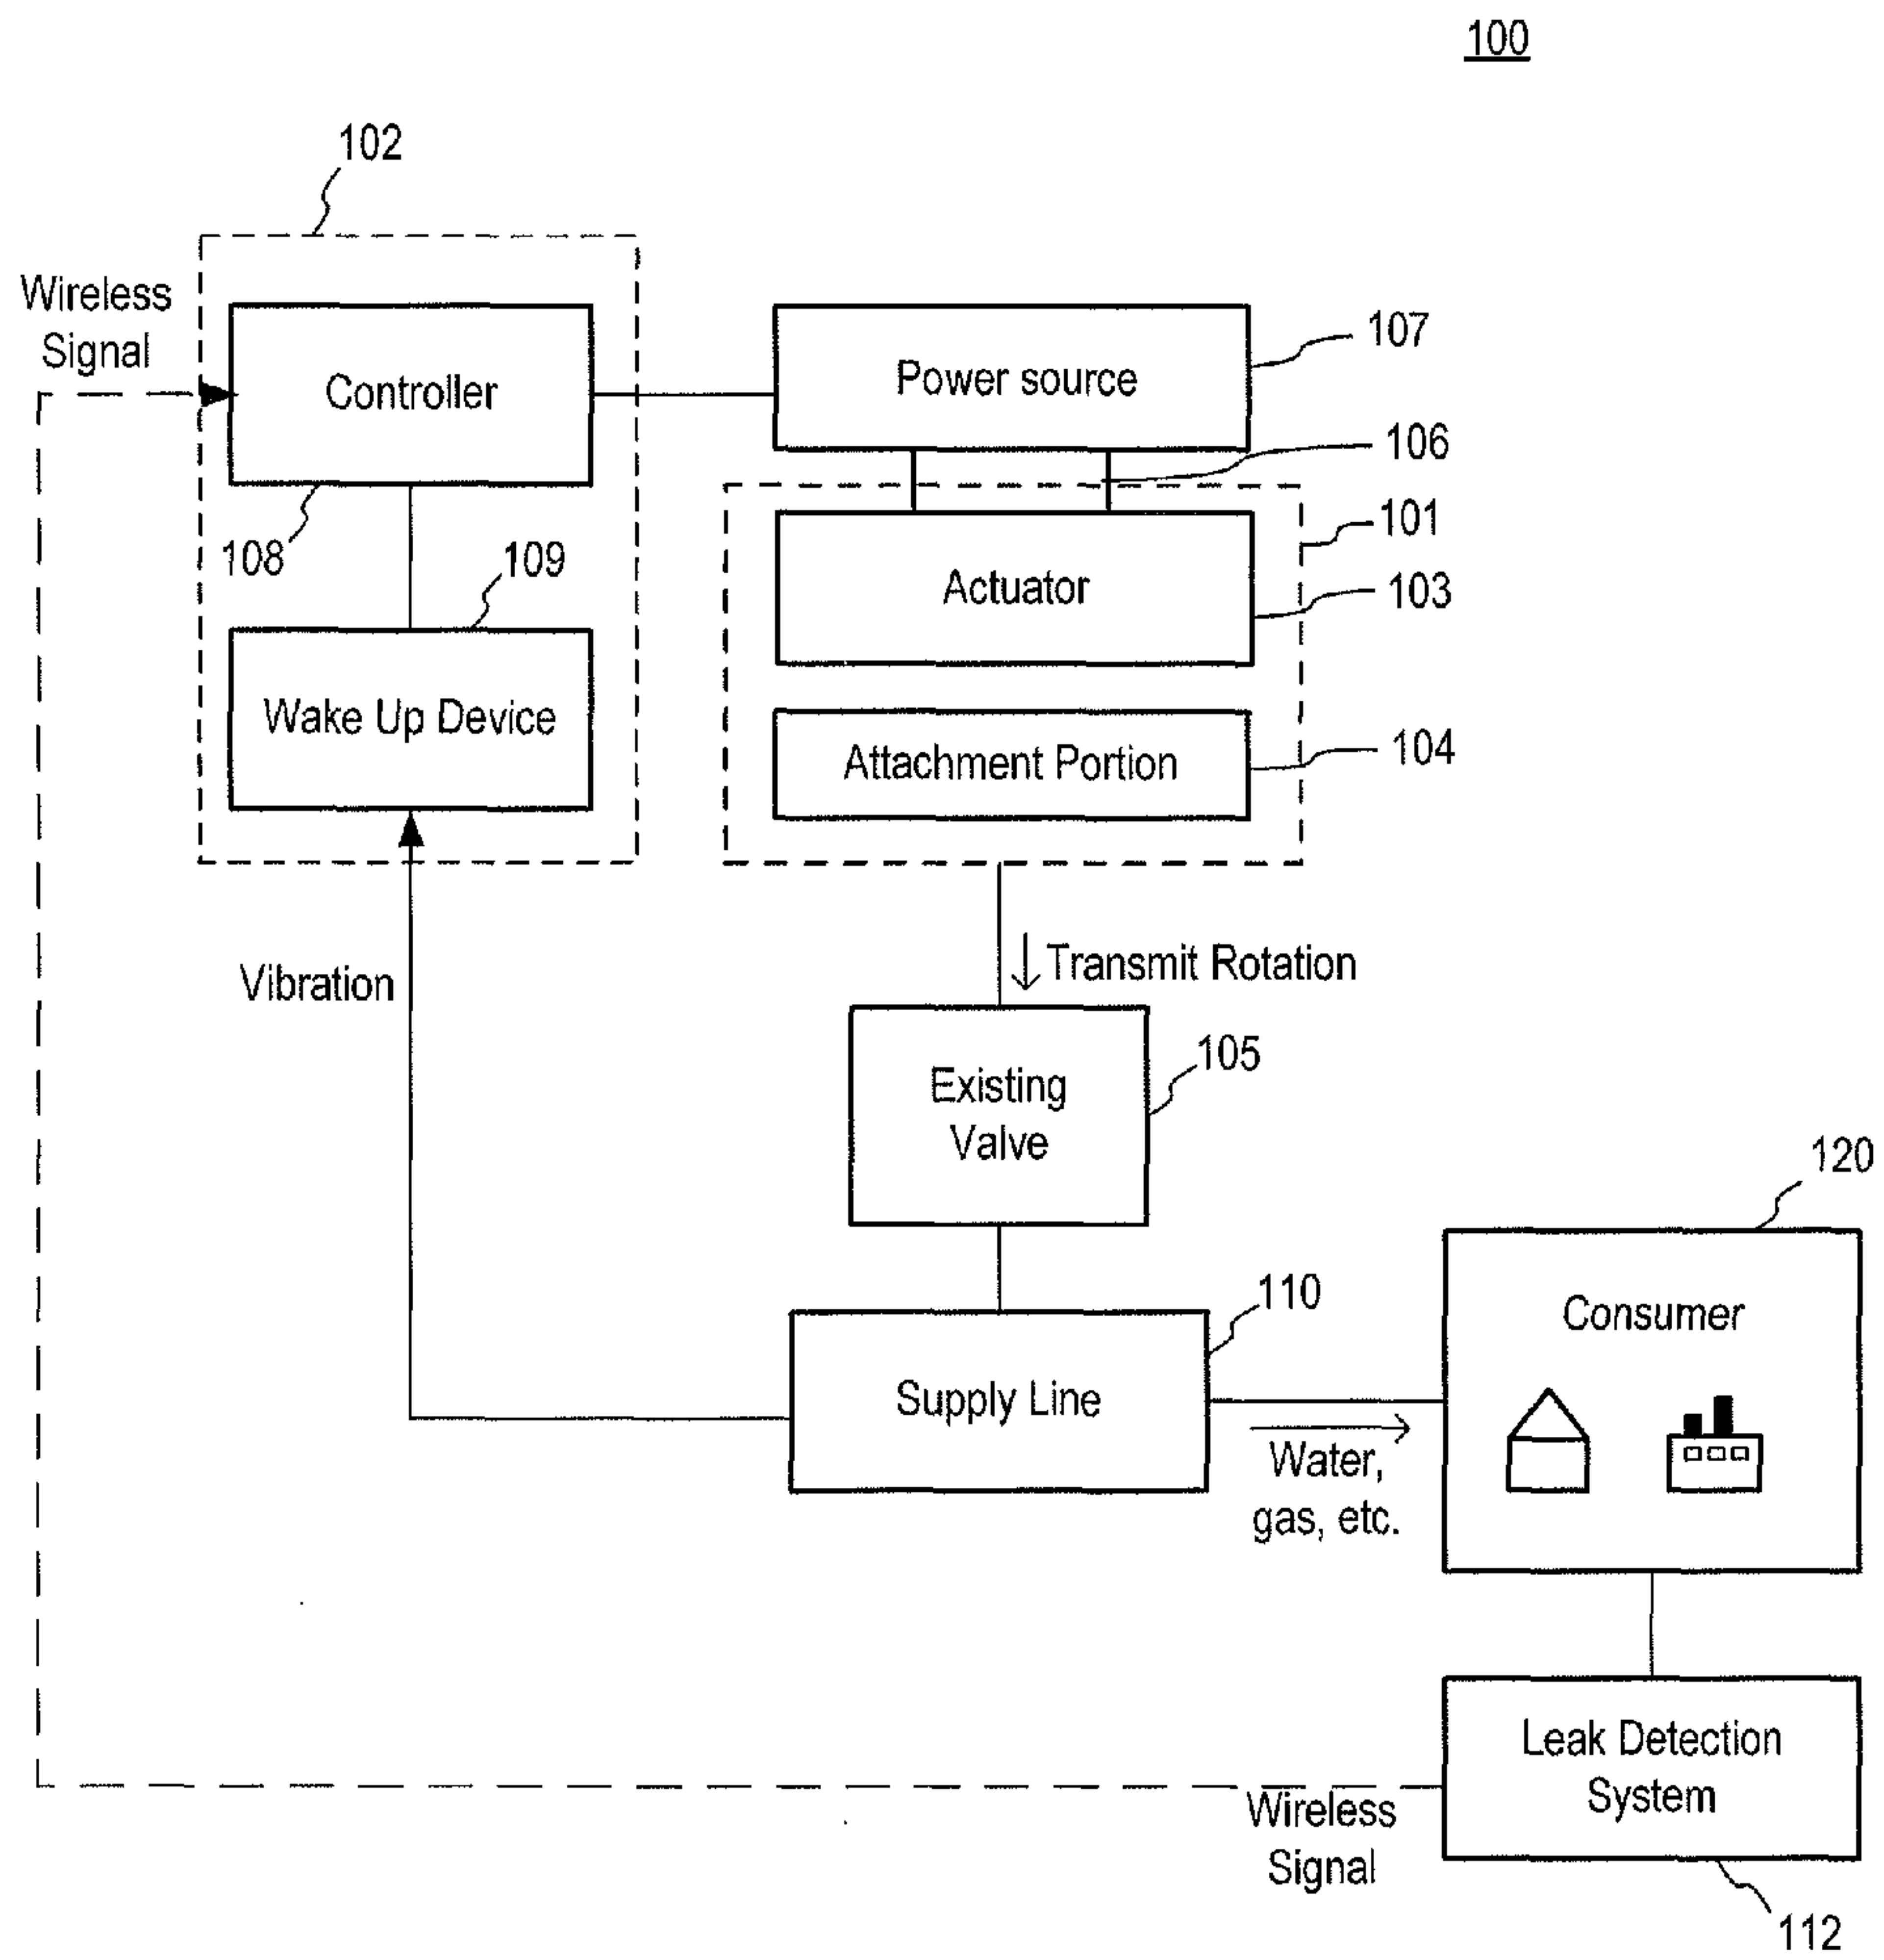 100
102
Wireless
Signal
Controller
Power source
107
106
101
108
109
Actuator
103
Wake Up Device
Attachment Portion
104
Vibration
Transmit Rotation
Existing
Valve
105
120
110
Consumer
Supply Line
Water,
gas, etc.
Leak Detection
System
Wireless
Signal
112